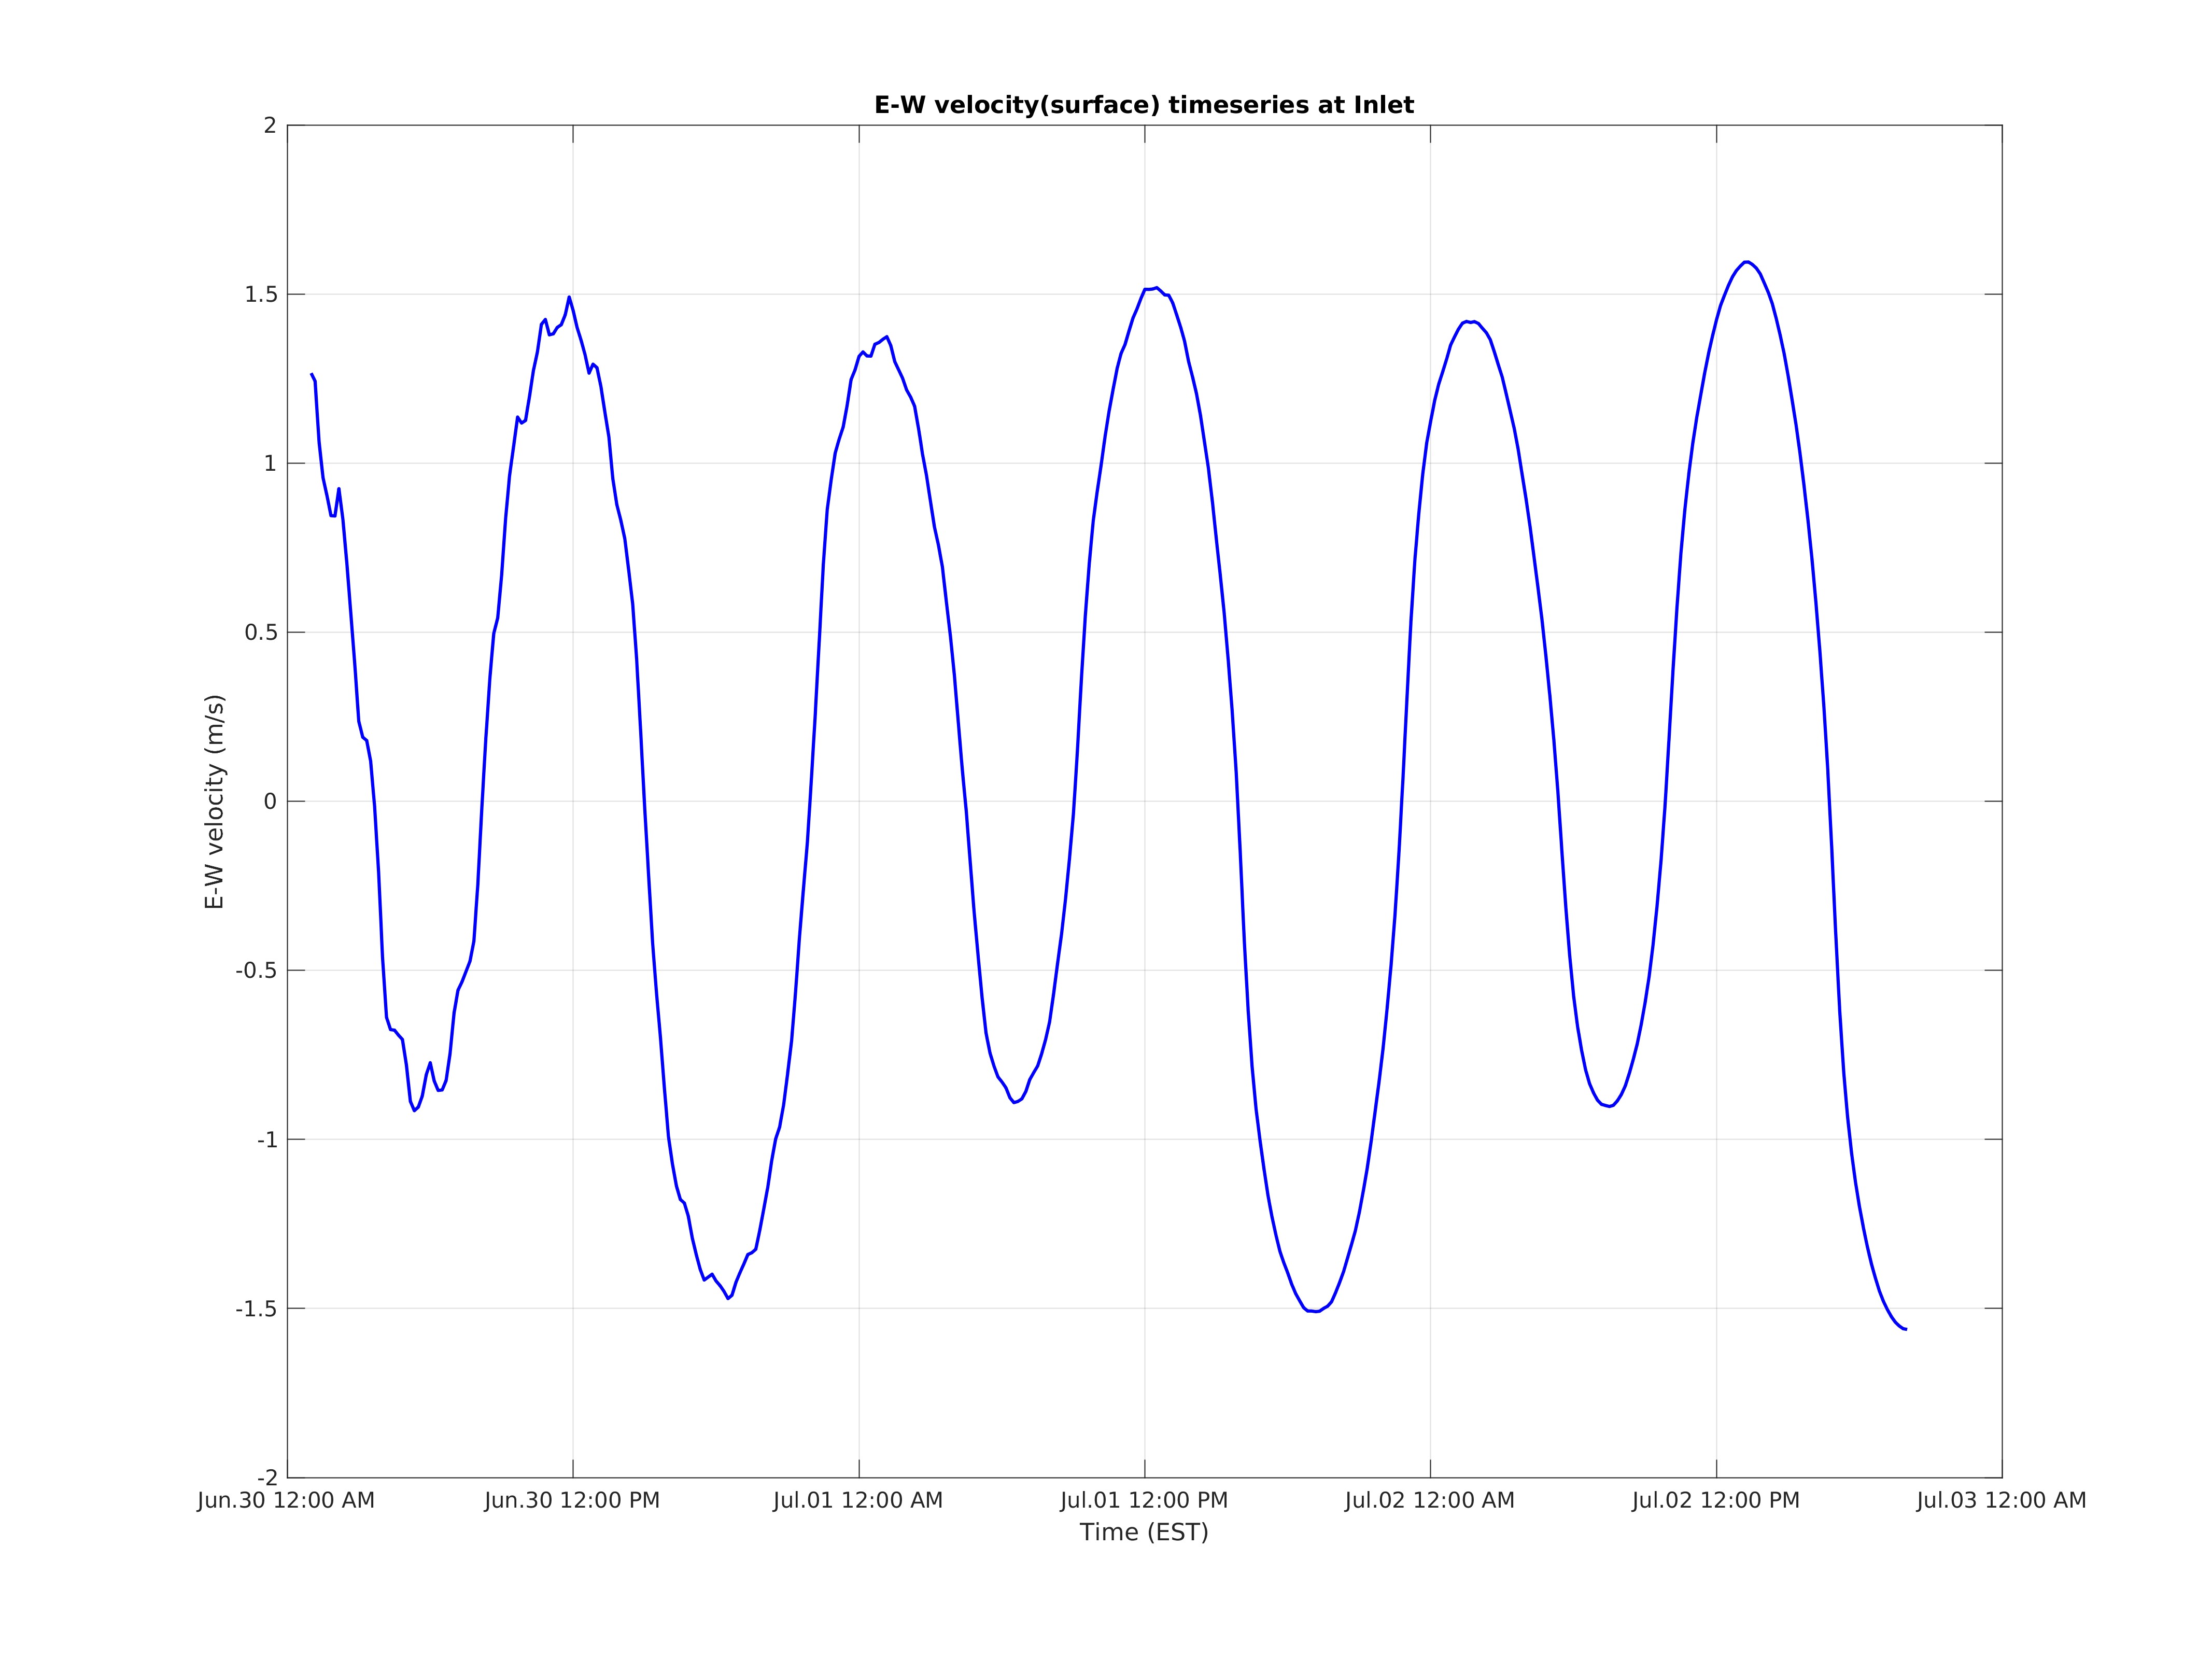 E-W velocity(surface) timeseries at Inlet
2
1.5
1
0.5
0
-0.5
-1
-1.5
-2
E-W velocity (m/s)
Jun.30 12:00 AM Jun.30 12:00 PM Jul.01 12:00 AM Jul.01 12:00 PM Jul.02 12:00 AM Jul.02 12:00 PM Jul.03 12:00 AM
Time (EST)